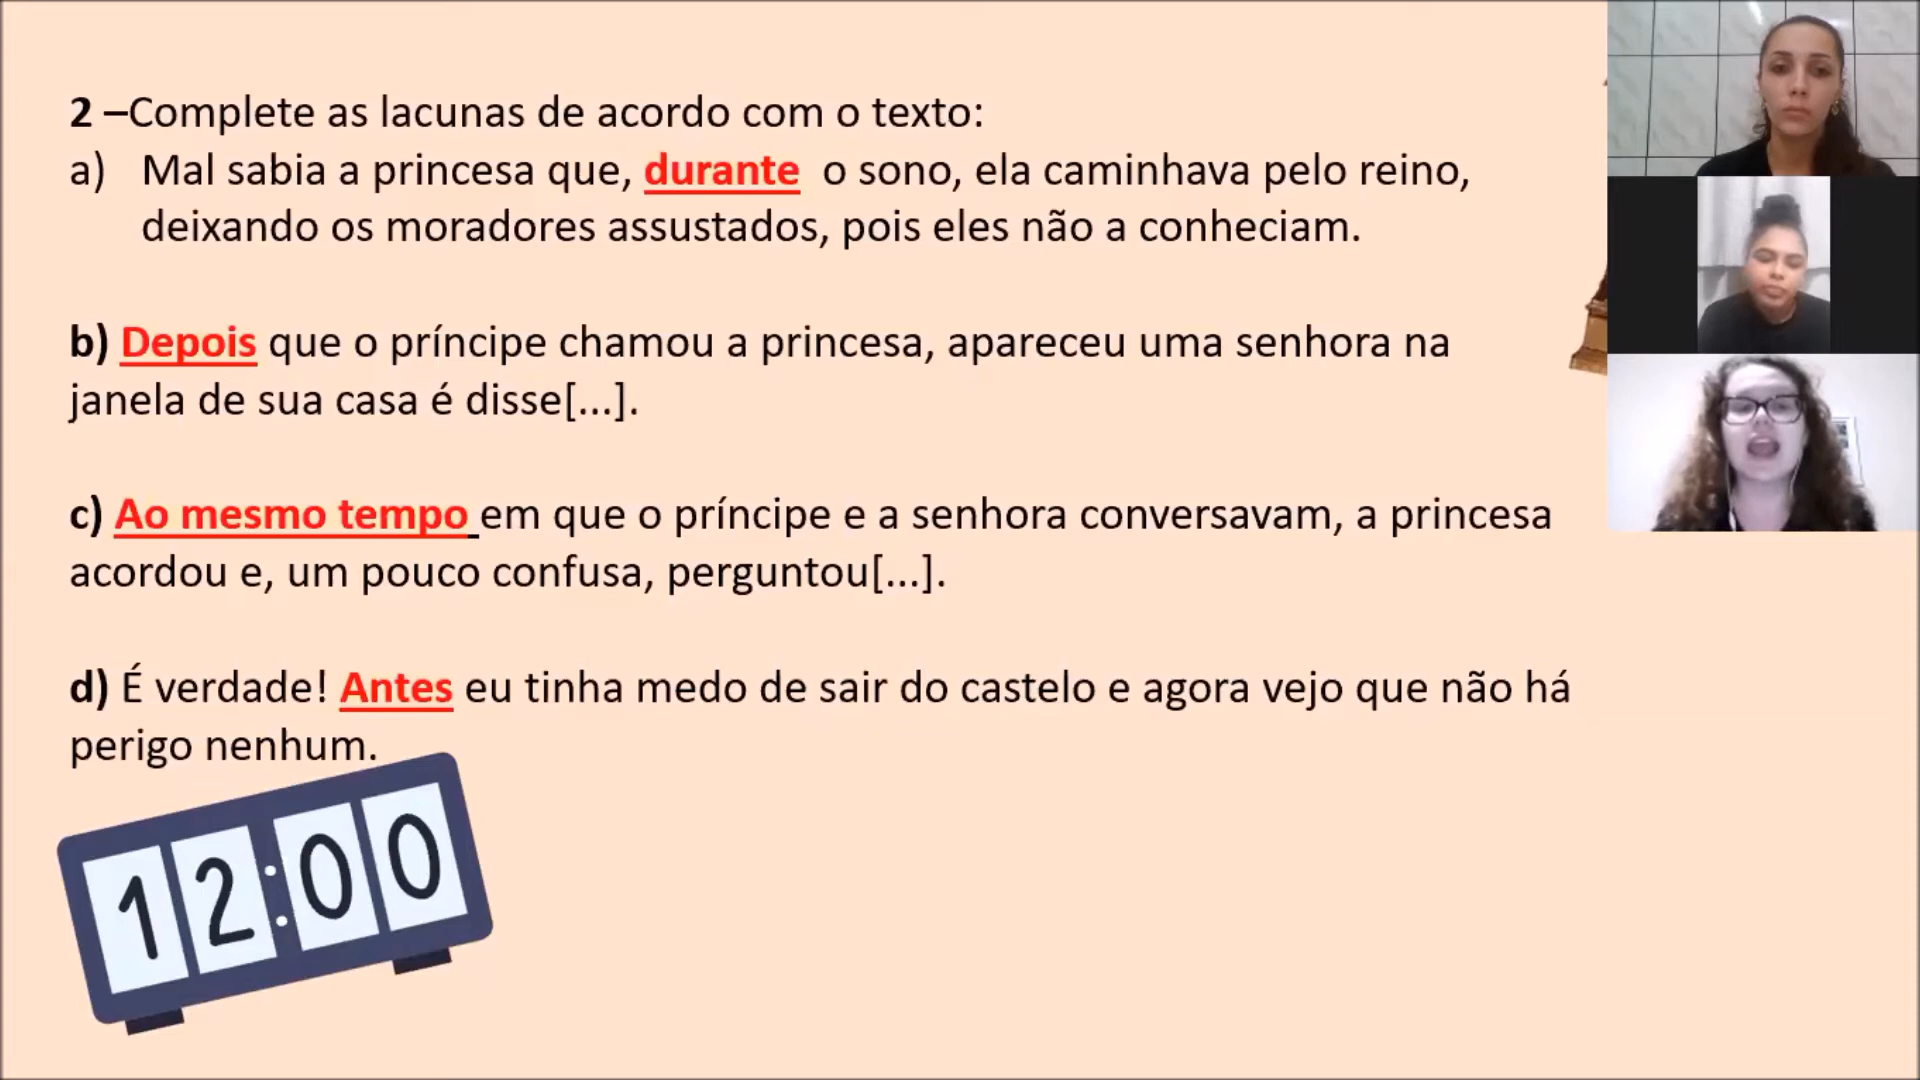 2 –Complete as lacunas de acordo com o texto:
a) Mal sabia a princesa que, durante o sono, ela caminhava pelo reino,
deixando os moradores assustados, pois eles não a conheciam.
b) Depois que o príncipe chamou a princesa, apareceu uma senhora na
janela de sua casa é disse[...].
c) Ao mesmo tempo em que o príncipe e a senhora conversavam, a princesa
acordou e, um pouco confusa, perguntou[...].
d) É verdade! Antes eu tinha medo de sair do castelo e agora vejo que não há
perigo nenhum.
12:00